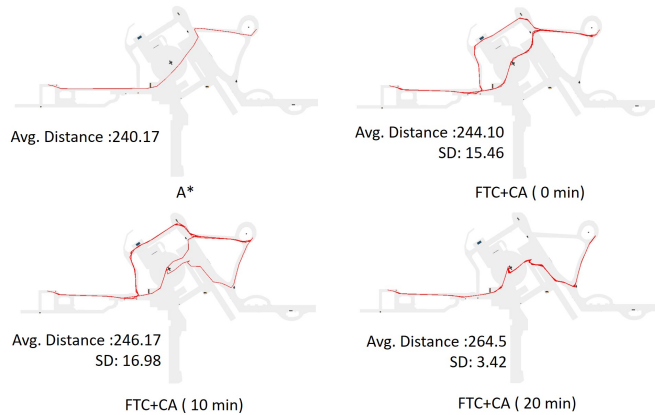 Avg. Distance :240.17
A*
Avg. Distance :244.10
SD: 15.46
FTC+CA ( 0 min)
Avg. Distance :246.17
SD: 16.98
FTC+CA ( 10 min)
Avg. Distance :264.5
SD: 3.42
FTC+CA ( 20 min)